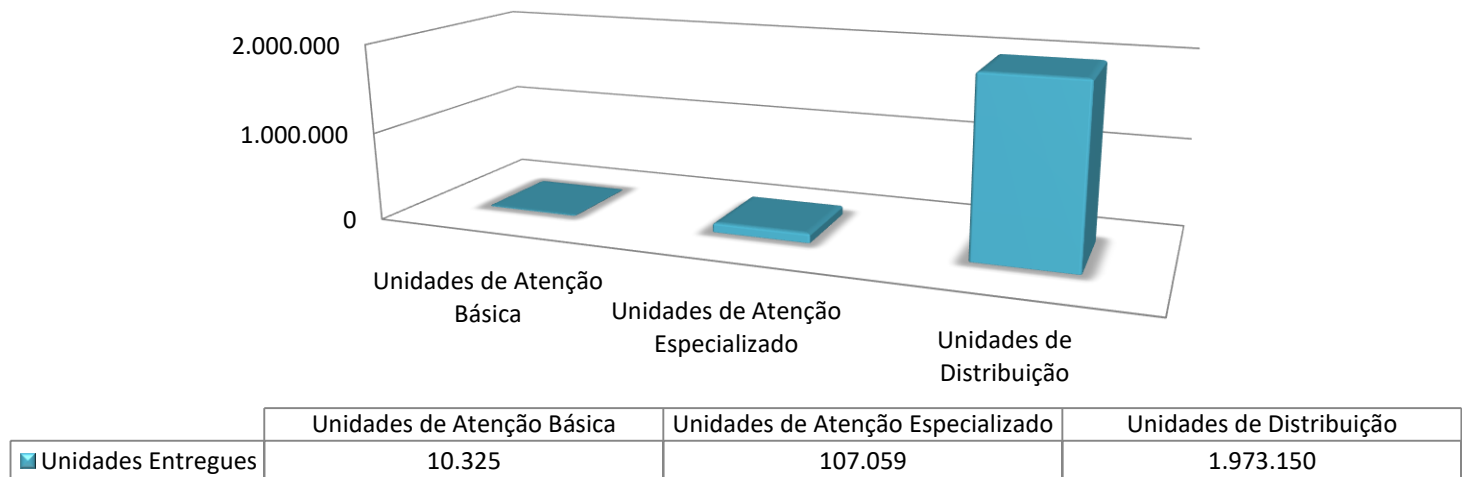 2.000.000
1.000.000
0
Unidades de Atenção
Básica
Unidades de Atenção
Especializado
Unidades de
Distribuição
Unidades de Atenção Básica Unidades de Atenção Especializado Unidades de Distribuição
Unidades Entregues 10.325 107.059 1.973.150